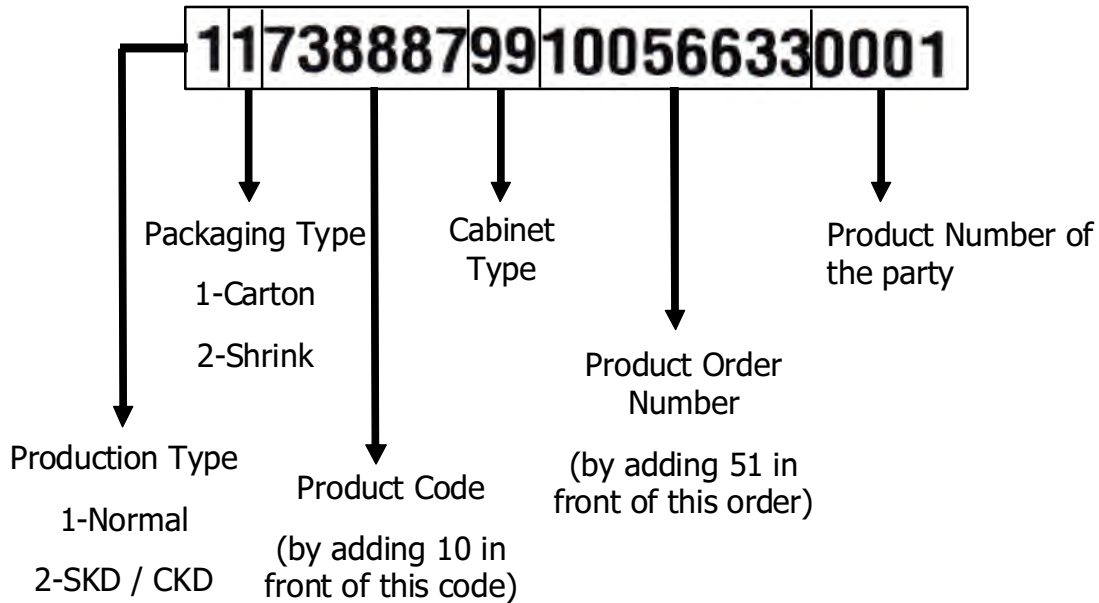 1173888799100566330001
Packaging Type
1-Carton
2-Shrink
Cabinet
Type
Product Number of
the party
Product Order
Number
(by adding 51 in
front of this order)
Production Type
1-Normal
2-SKD / CKD
Product Code
(by adding 10 in
front of this code)